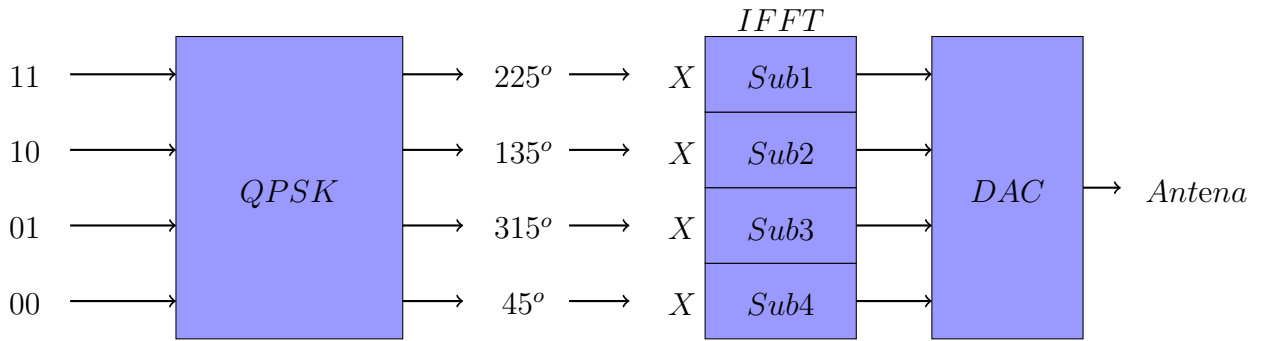 IFFT
11 225° X Sub1
10 135° X Sub2
QPSK DAC Antena
01 315° X Sub3
00 45° X Sub4